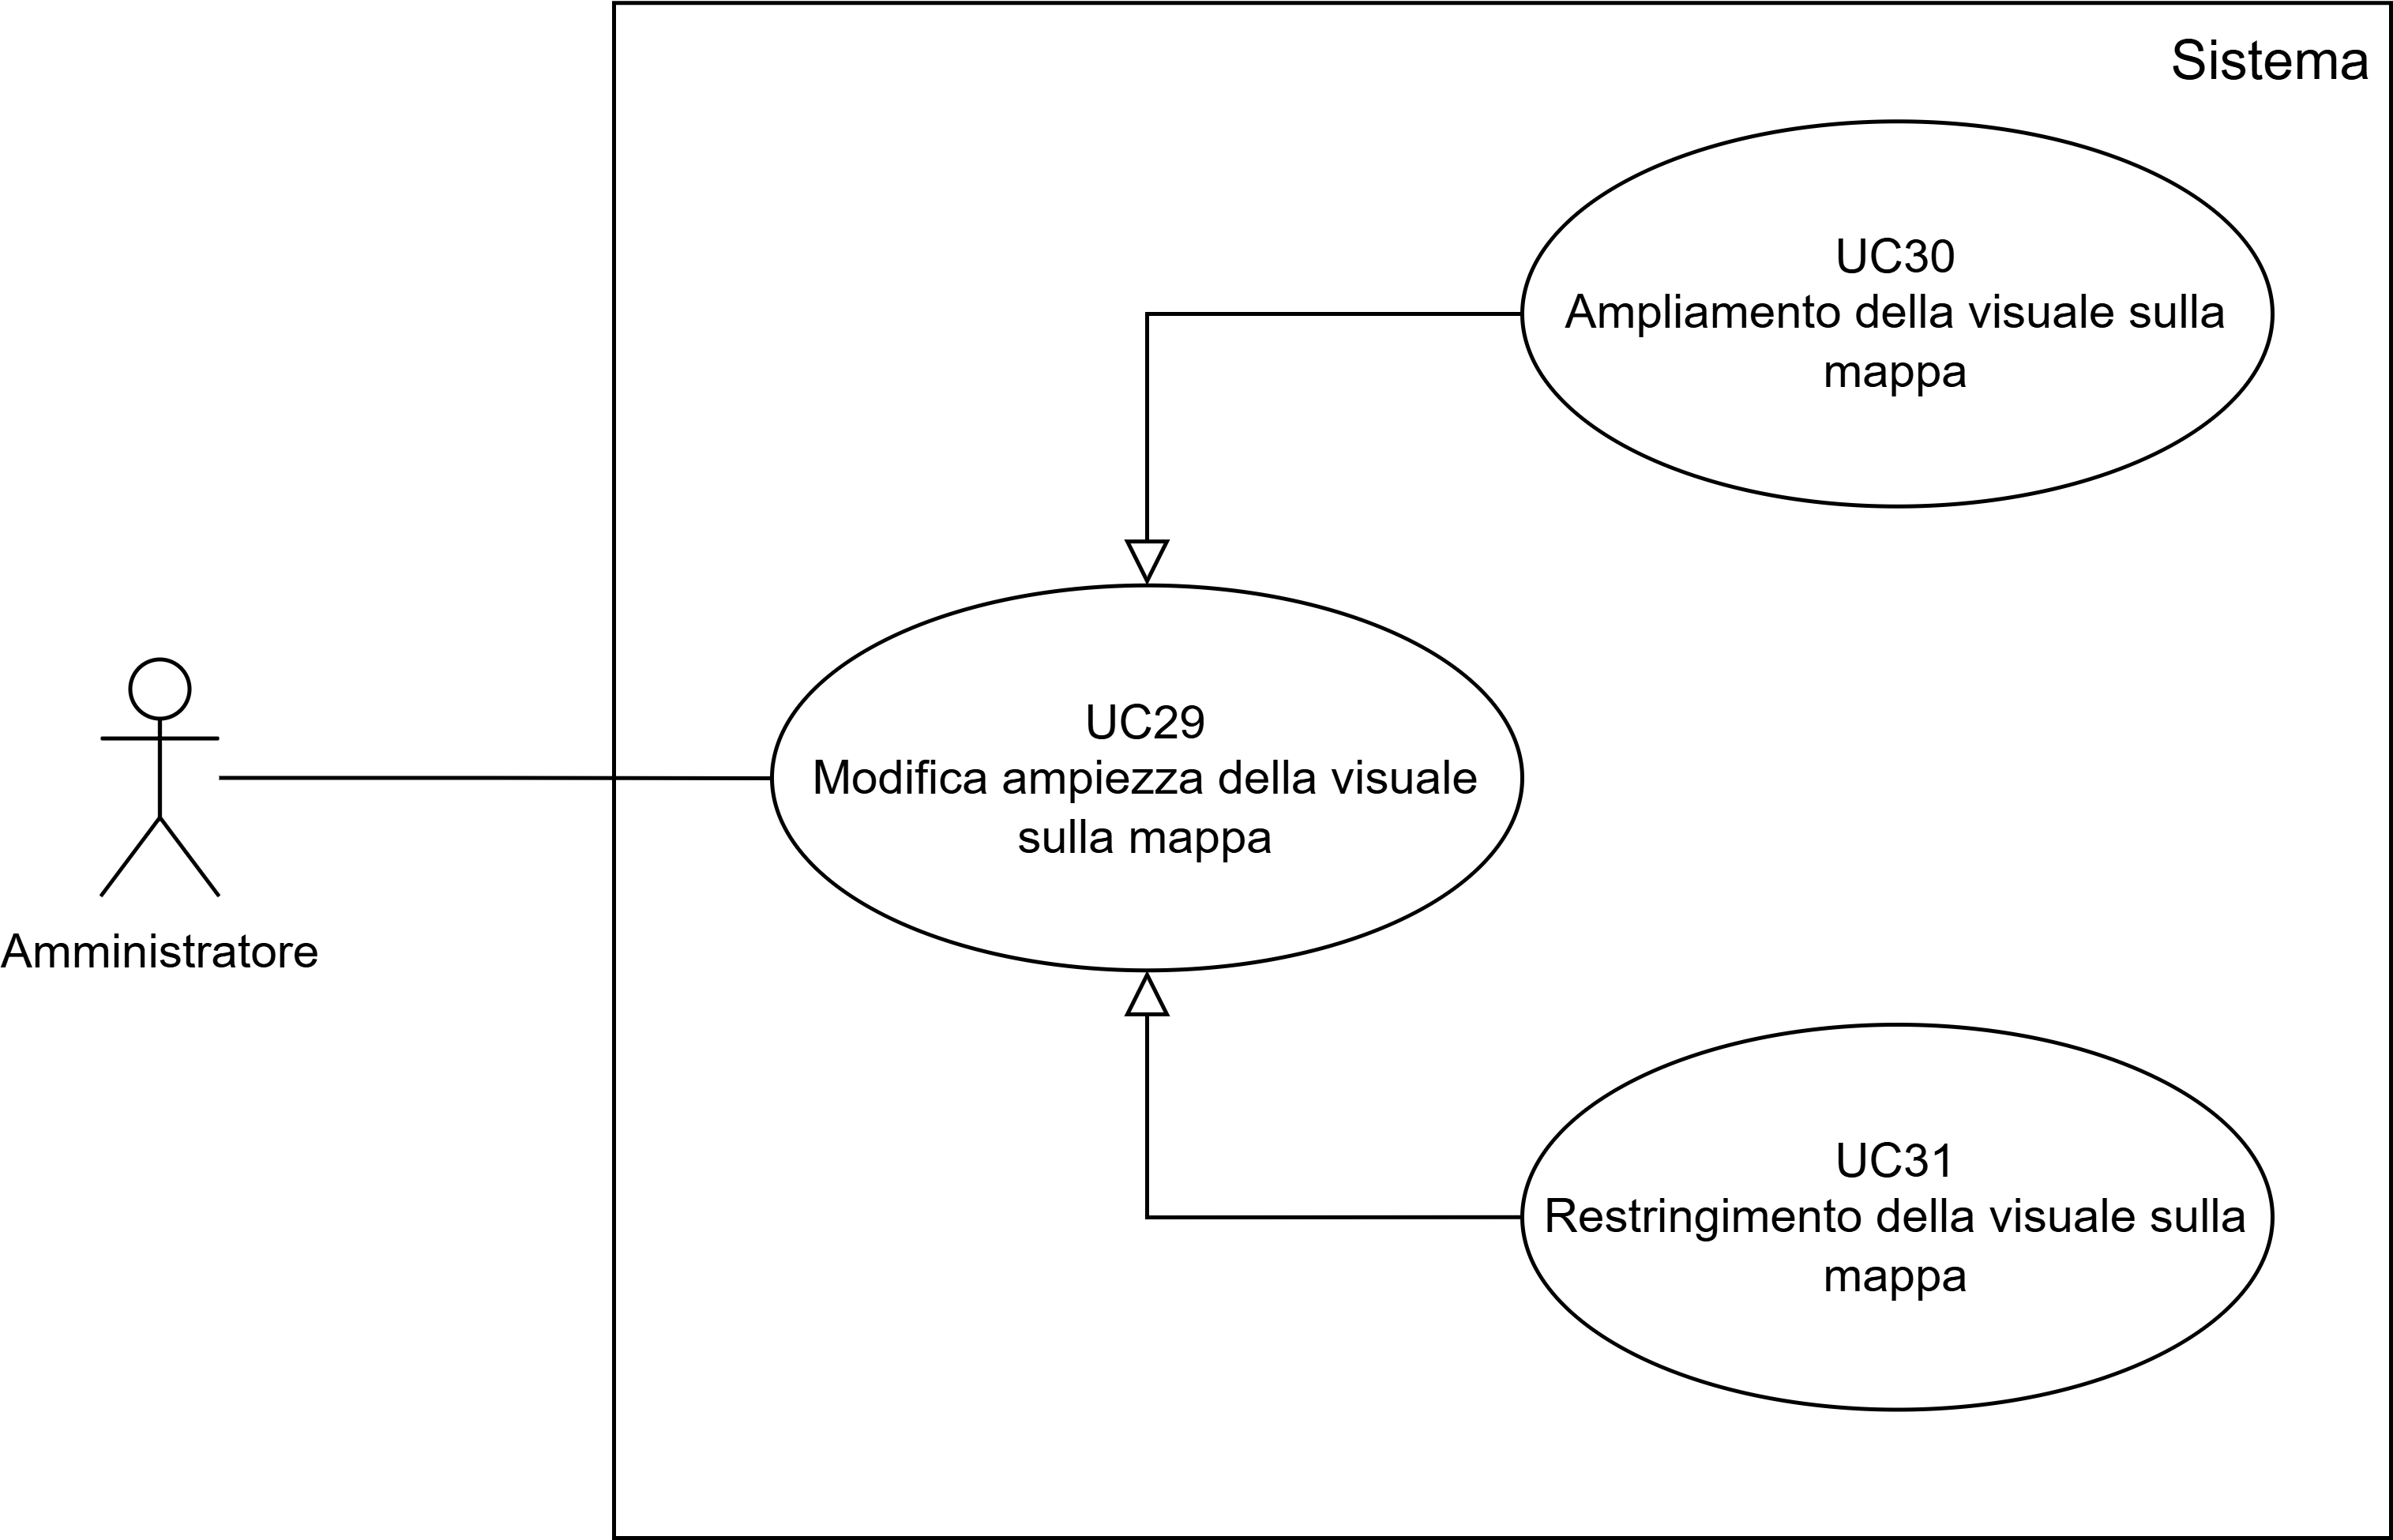 Sistema
UC30
Ampliamento della visuale sulla
mappa
UC29
Modifica ampiezza della visuale
sulla mappa
Amministratore
UC31
Restringimento della visuale sulla
mappa